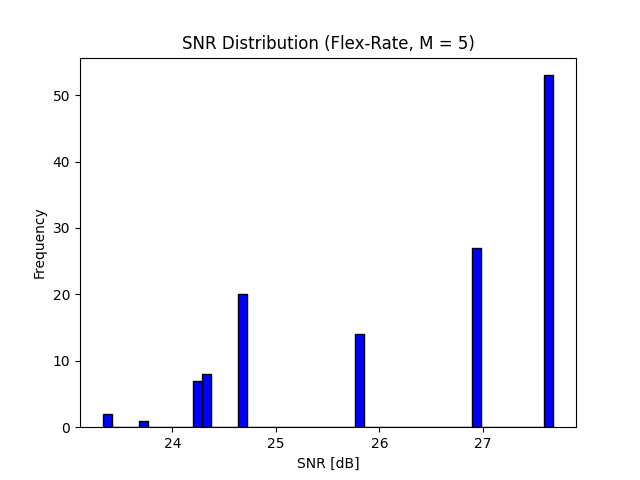 SNR Distribution (Flex-Rate, M = 5)
50
40
30
20
10
0
Frequency
24 25 26 27
SNR [dB]